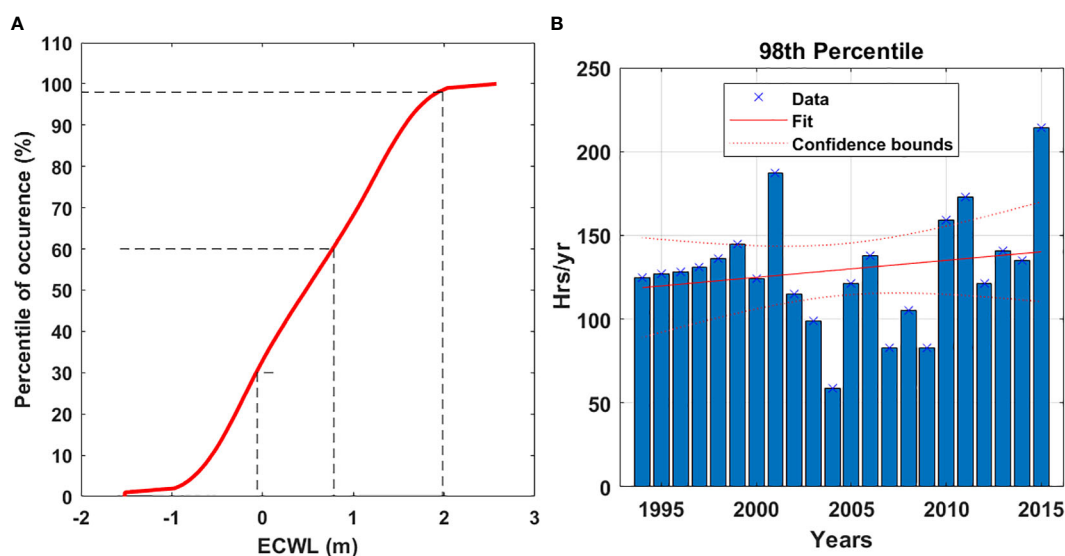 A
110
100
90
80
70
60
50
40
30
20
10
0
Percentile of occurence (%)
-2
-1
0
1
2
3
ECWL (m)
B
98th Percentile
250
200
150
100
50
0
Hrs/yr
Data
Fit
Confidence bounds
1995
2000
2005
2010
2015
Years